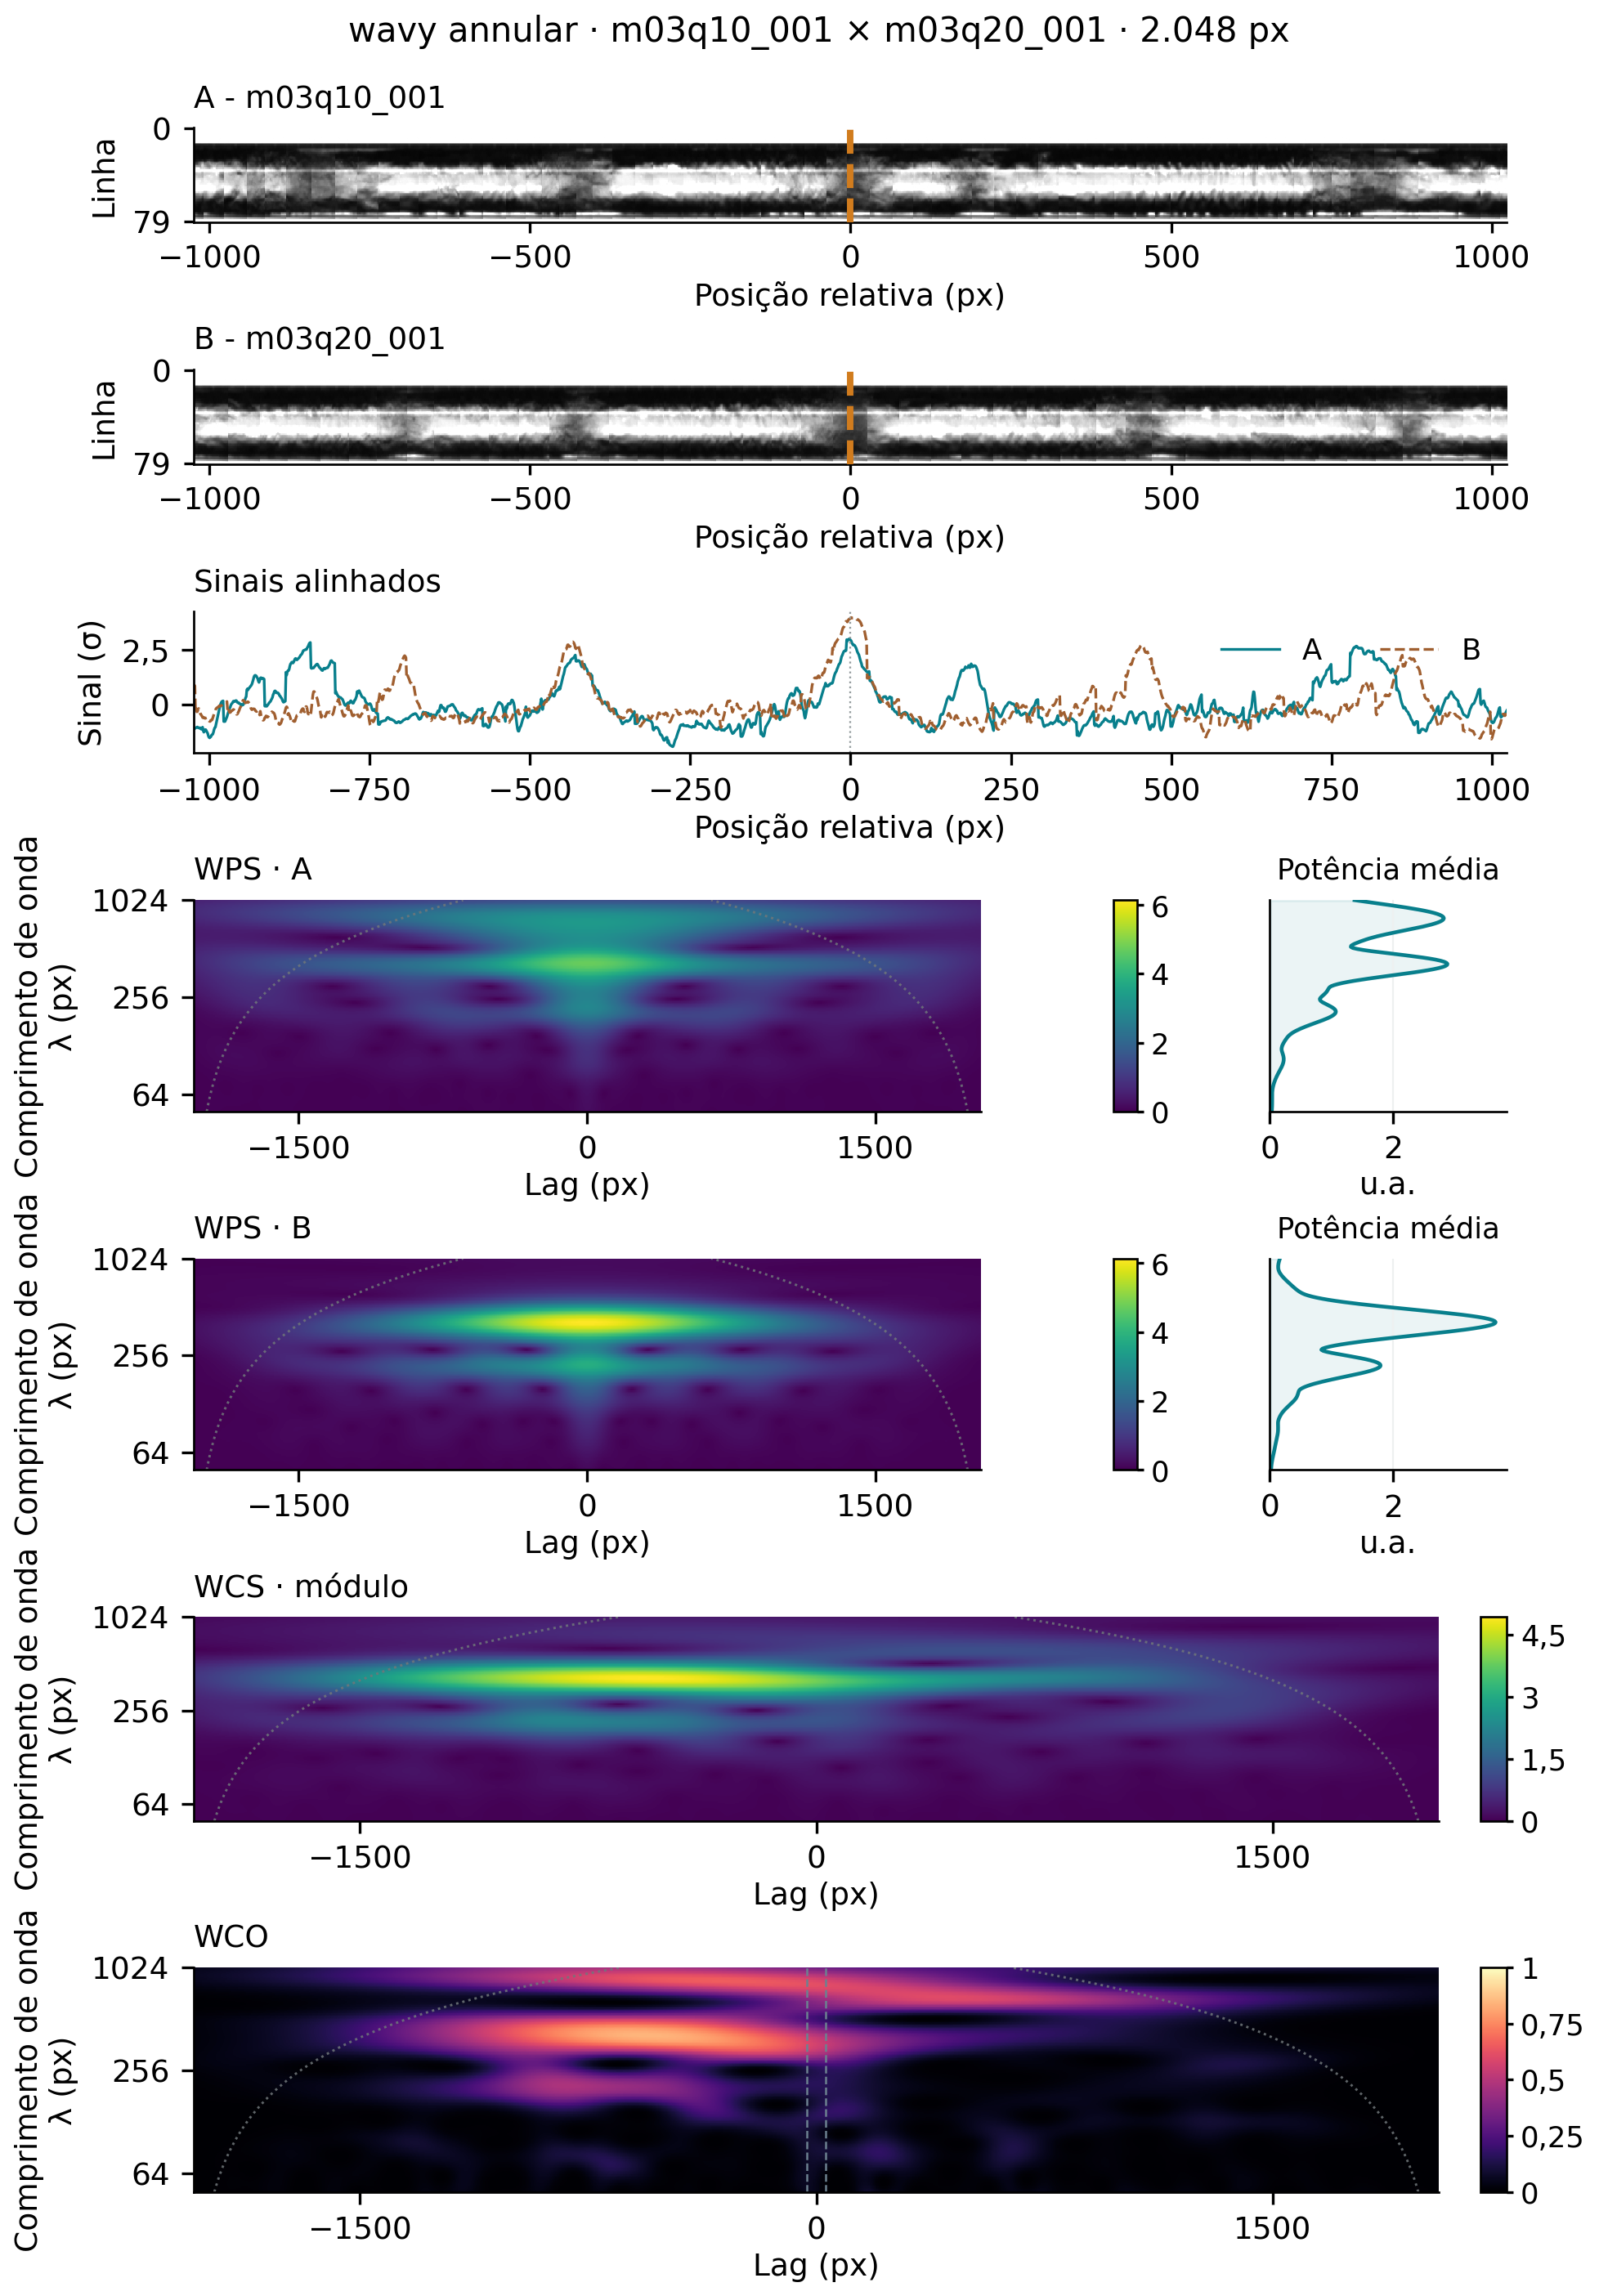 wavy annular · m03q10_001 × m03q20_001 · 2.048 px
A - m03q10_001
Linha
0
79
−1000 −500 0 500 1000
Posição relativa (px)
B - m03q20_001
Linha
0
79
−1000 −500 0 500 1000
Posição relativa (px)
Sinais alinhados
Sinal (σ)
2,5
0
A B
−1000 −750 −500 −250 0 250 500 750 1000
Posição relativa (px)
WPS · A
Comprimento de onda
λ (px)
1024
256
64
−1500 0 1500
Lag (px)
6
4
2
0
Potência média
0 2
u.a.
WPS · B
Comprimento de onda
λ (px)
1024
256
64
−1500 0 1500
Lag (px)
6
4
2
0
Potência média
0 2
u.a.
WCS · módulo
Comprimento de onda
λ (px)
1024
256
64
−1500 0 1500
Lag (px)
4,5
3
1,5
0
WCO
Comprimento de onda
λ (px)
1024
256
64
−1500 0 1500
Lag (px)
1
0,75
0,5
0,25
0